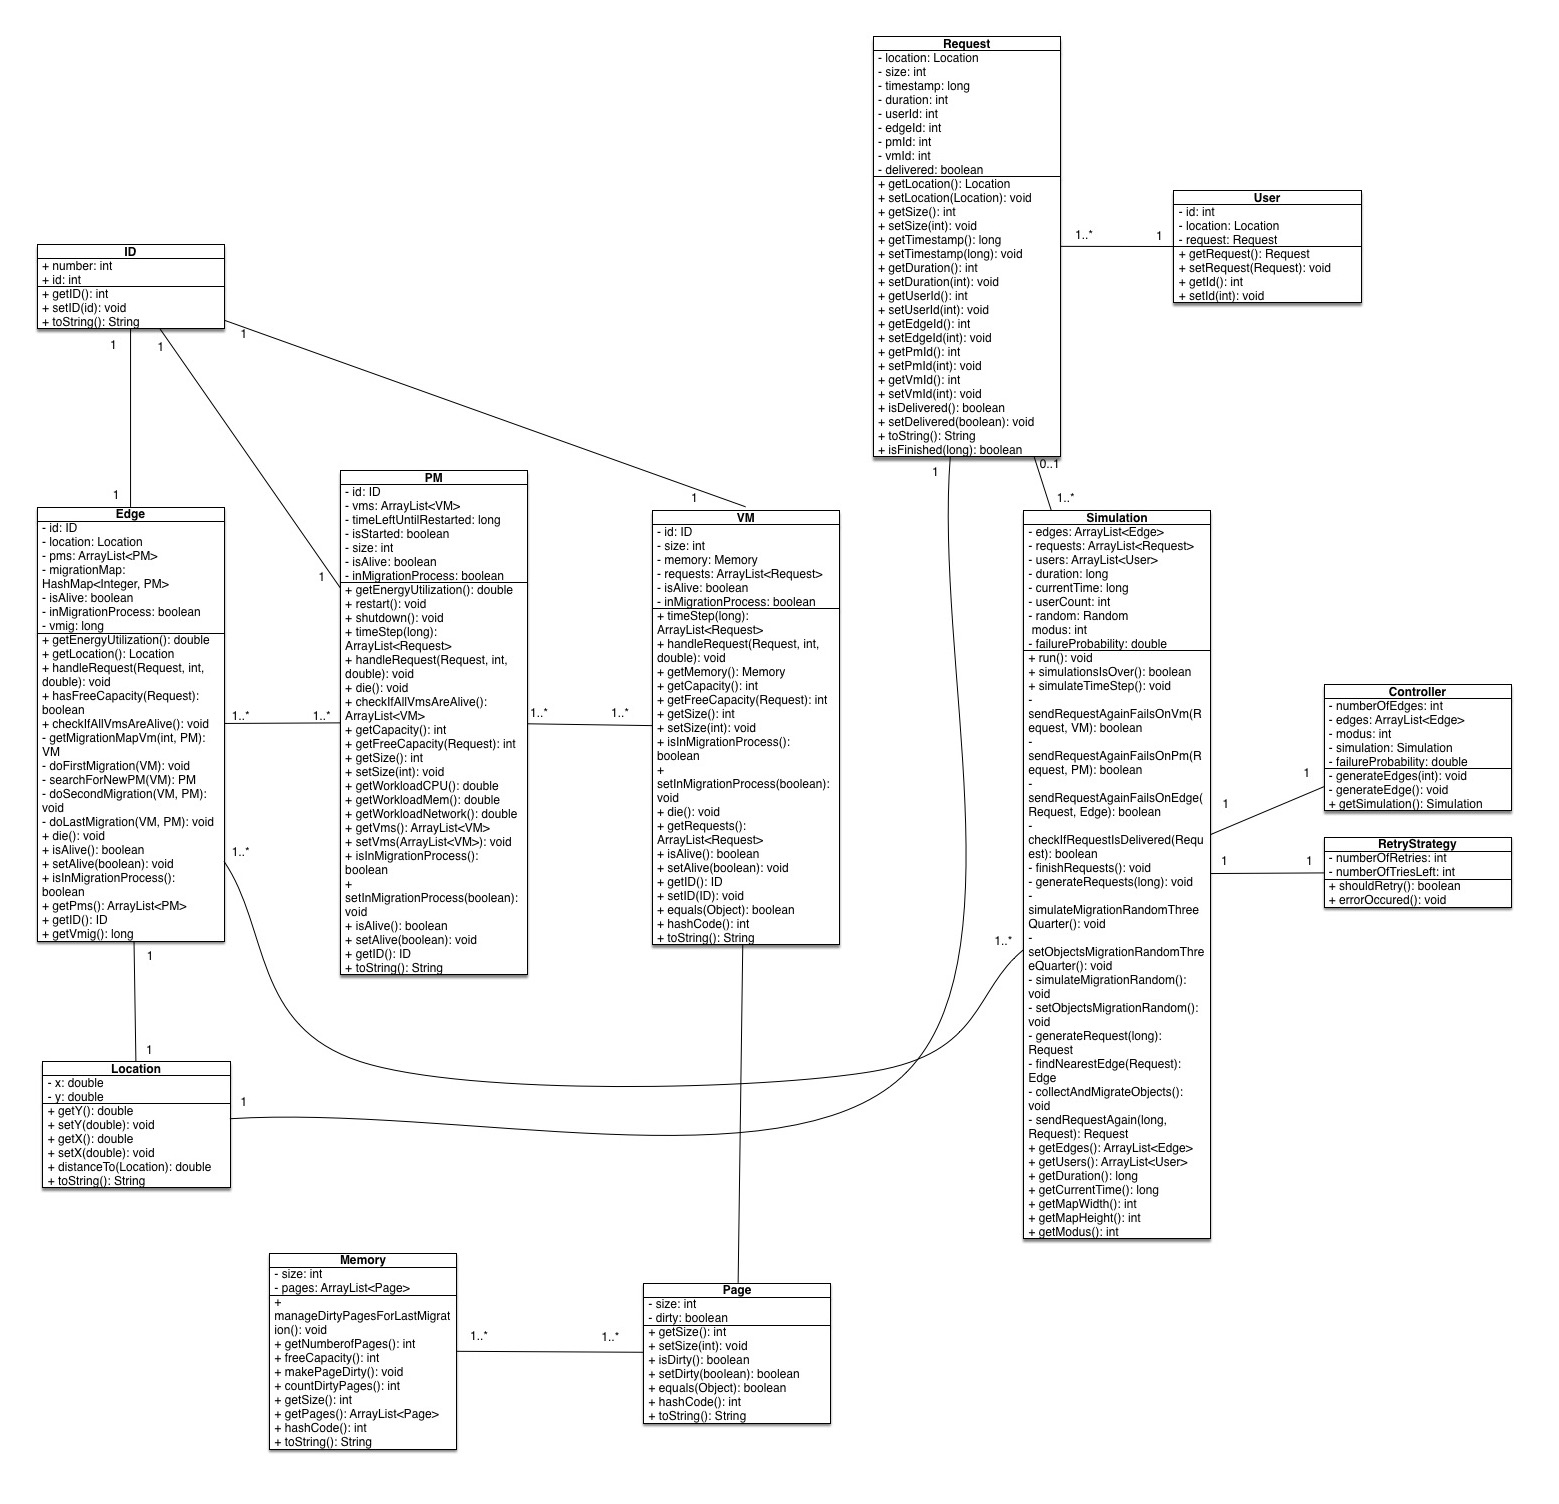 Request
- location: Location
- size: int
- timestamp: long
- duration: int
- userId: int
- edgeId: int
- pmId: int
- vmId: int
- delivered: boolean
+ getLocation(): Location
+ setLocation(Location): void
+ getSize(): int
+ setSize(int): void
+ getTimestamp(): long
+ setTimestamp(long): void
+ getDuration(): int
+ setDuration(int): void
+ getUserId(): int
+ setUserId(int): void
+ getEdgeId(): int
+ setEdgeId(int): void
+ getPmId(): int
+ setPmId(int): void
+ getVmId(): int
+ setVmId(int): void
+ isDelivered(): boolean
+ setDelivered(boolean): void
+ toString(): String
+ isFinished(long): boolean
1..*
1
1
0..1
1..*
User
- id: int
- location: Location
- request: Request
+ getRequest(): Request
+ setRequest(Request): void
+ getId(): int
+ setId(int): void
ID
+ number: int
+ id: int
+ getID(): int
+ setID(id): void
+ toString(): String
1
1
1
1
1
1
Edge
- id: ID
- location: Location
- pms: ArrayList<PM>
- migrationMap:
HashMap<Integer, PM>
- isAlive: boolean
- inMigrationProcess: boolean
- vmig: long
+ getEnergyUtilization(): double
+ getLocation(): Location
+ handleRequest(Request, int,
double): void
+ hasFreeCapacity(Request):
boolean
+ checkIfAllVmsAreAlive(): void
- getMigrationMapVm(int, PM):
VM
- doFirstMigration(VM): void
- searchForNewPM(VM): PM
- doSecondMigration(VM, PM):
void
- doLastMigration(VM, PM): void
+ die(): void
+ isAlive(): boolean
+ setAlive(boolean): void
+ isInMigrationProcess():
boolean
+ getPms(): ArrayList<PM>
+ getID(): ID
+ getVmig(): long
1..*
1..*
1..*
1
1
PM
- id: ID
- vms: ArrayList<VM>
- timeLeftUntilRestarted: long
- isStarted: boolean
- size: int
- isAlive: boolean
- inMigrationProcess: boolean
+ getEnergyUtilization(): double
+ restart(): void
+ shutdown(): void
+ timeStep(long):
ArrayList<Request>
+ handleRequest(Request, int,
double): void
+ die(): void
+ checkIfAllVmsAreAlive():
ArrayList<VM>
+ getCapacity(): int
+ getFreeCapacity(Request): int
+ getSize(): int
+ setSize(int): void
+ getWorkloadCPU(): double
+ getWorkloadMem(): double
+ getWorkloadNetwork(): double
+ getVms(): ArrayList<VM>
+ setVms(ArrayList<VM>): void
+ isInMigrationProcess():
boolean
+
setInMigrationProcess(boolean):
void
+ isAlive(): boolean
+ setAlive(boolean): void
+ getID(): ID
+ toString(): String
1..*
1..*
VM
- id: ID
- size: int
- memory: Memory
- requests: ArrayList<Request>
- isAlive: boolean
- inMigrationProcess: boolean
+ timeStep(long):
ArrayList<Request>
+ handleRequest(Request, int,
double): void
+ getMemory(): Memory
+ getCapacity(): int
+ getFreeCapacity(Request): int
+ getSize(): int
+ setSize(int): void
+ isInMigrationProcess():
boolean
+
setInMigrationProcess(boolean):
void
+ die(): void
+ getRequests():
ArrayList<Request>
+ isAlive(): boolean
+ setAlive(boolean): void
+ getID(): ID
+ setID(ID): void
+ equals(Object): boolean
+ hashCode(): int
+ toString(): String
Simulation
- edges: ArrayList<Edge>
- requests: ArrayList<Request>
- users: ArrayList<User>
- duration: long
- currentTime: long
- userCount: int
- random: Random
modus: int
- failureProbability: double
+ run(): void
+ simulationsIsOver(): boolean
+ simulateTimeStep(): void
-
sendRequestAgainFailsOnVm(R
equest, VM): boolean
-
sendRequestAgainFailsOnPm(R
equest, PM): boolean
-
sendRequestAgainFailsOnEdge(
Request, Edge): boolean
-
checkIfRequestIsDelivered(Requ
est): boolean
- finishRequests(): void
- generateRequests(long): void
-
simulateMigrationRandomThree
Quarter(): void
-
setObjectsMigrationRandomThre
eQuarter(): void
- simulateMigrationRandom():
void
- setObjectsMigrationRandom():
void
- generateRequest(long):
Request
- findNearestEdge(Request):
Edge
- collectAndMigrateObjects():
void
- sendRequestAgain(long,
Request): Request
+ getEdges(): ArrayList<Edge>
+ getUsers(): ArrayList<User>
+ getDuration(): long
+ getCurrentTime(): long
+ getMapWidth(): int
+ getMapHeight(): int
+ getModus(): int
1..*
1
1
1
1
Controller
- numberOfEdges: int
- edges: ArrayList<Edge>
- modus: int
- simulation: Simulation
- failureProbability: double
- generateEdges(int): void
- generateEdge(): void
+ getSimulation(): Simulation
RetryStrategy
- numberOfRetries: int
- numberOfTriesLeft: int
+ shouldRetry(): boolean
+ errorOccured(): void
Location
- x: double
- y: double
+ getY(): double
+ setY(double): void
+ getX(): double
+ setX(double): void
+ distanceTo(Location): double
+ toString(): String
1
Memory
- size: int
- pages: ArrayList<Page>
+
manageDirtyPagesForLastMigrat
ion(): void
+ getNumberofPages(): int
+ freeCapacity(): int
+ makePageDirty(): void
+ countDirtyPages(): int
+ getSize(): int
+ getPages(): ArrayList<Page>
+ hashCode(): int
+ toString(): String
1..*
1..*
Page
- size: int
- dirty: boolean
+ getSize(): int
+ setSize(int): void
+ isDirty(): boolean
+ setDirty(boolean): boolean
+ equals(Object): boolean
+ hashCode(): int
+ toString(): String